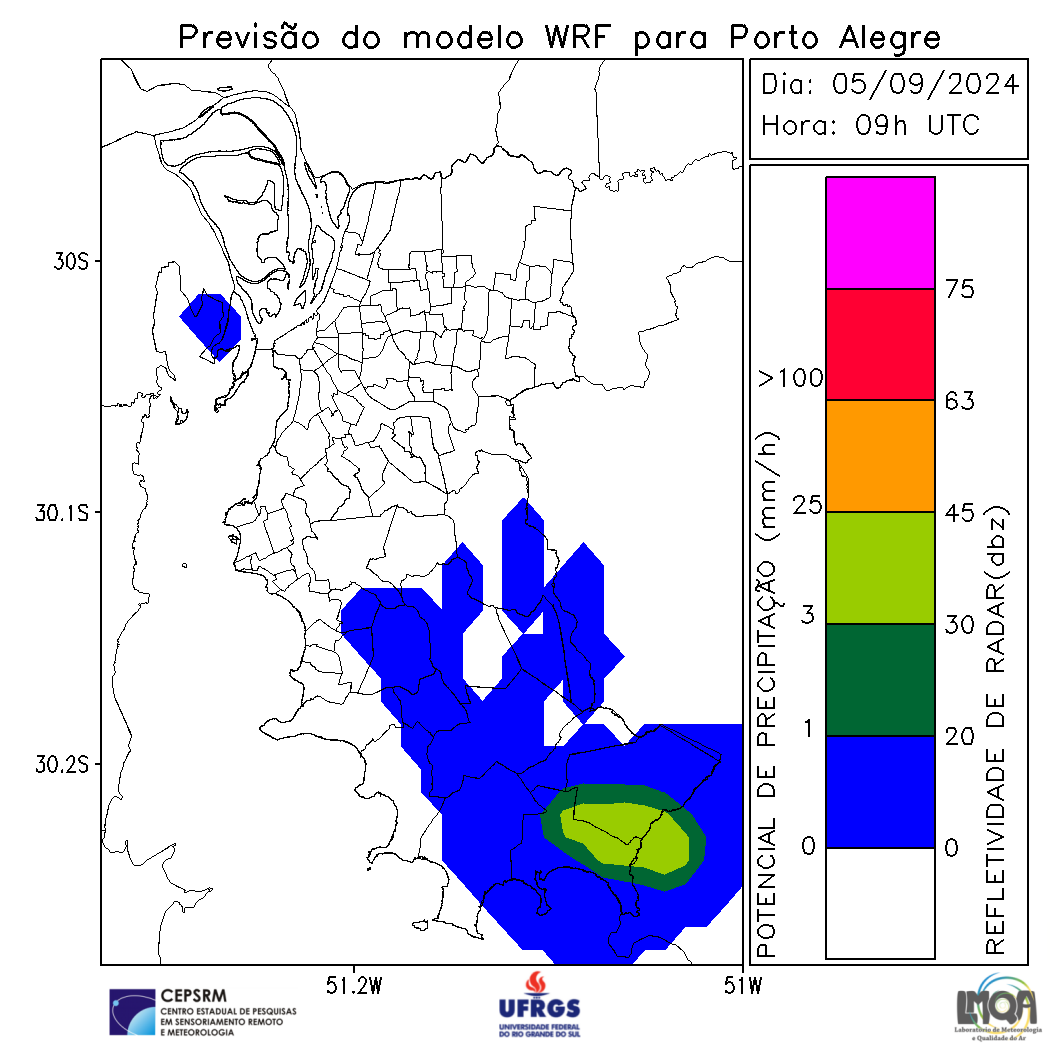 Previsão do modelo WRF para Porto Alegre
Dia: 05/09/2024
Hora: 09h UTC
30S
30.1S
30.2S
51.2W
51W
POTENCIAL DE PRECIPITAÇÃO (mm/h)
>100
25
3
1
0
75
63
45
30
20
0
REFLETIVIDADE DE RADAR(dbz)
CEPSRM
CENTRO ESTADUAL DE PESQUISAS
EM SENSORIAMENTO REMOTO
E METEOROLOGIA
UFRGS
UNIVERSIDADE FEDERAL
DO RIO GRANDE DO SUL
LMQA
Laboratório de Meteorologia
e Qualidade do Ar